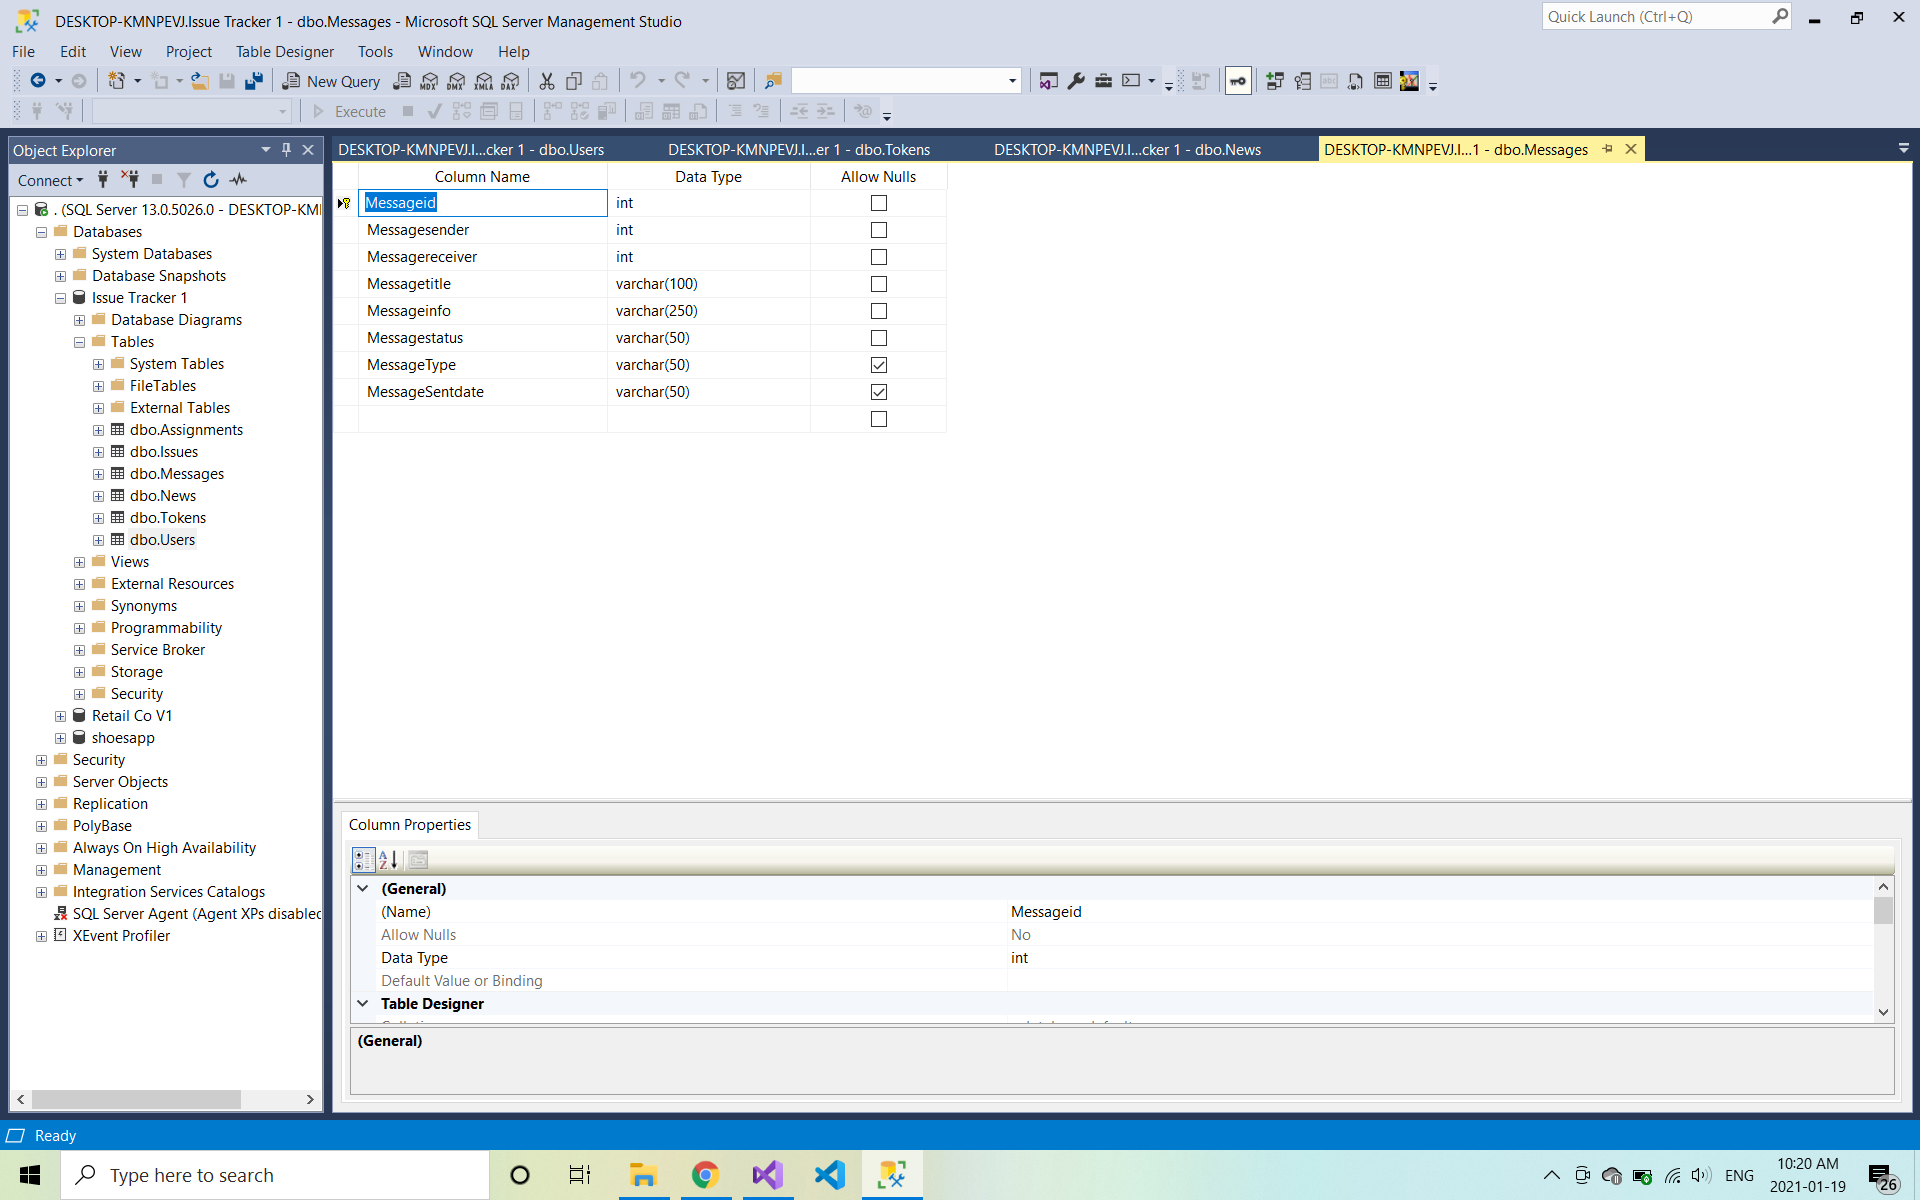 DESKTOP-KMNPEVJ.Issue Tracker 1 - dbo.Messages - Microsoft SQL Server Management Studio
Quick Launch (Ctrl+Q)
File Edit View Project Table Designer Tools Window Help
New Query MDX DMX XMLA DAX
Execute
Object Explorer
DESKTOP-KMNPEVJ.I...cker 1 - dbo.Users
DESKTOP-KMNPEVJ.I...er 1 - dbo.Tokens
DESKTOP-KMNPEVJ.I...cker 1 - dbo.News
DESKTOP-KMNPEVJ.I...1 - dbo.Messages
Connect
. (SQL Server 13.0.5026.0 - DESKTOP-KM
Databases
System Databases
Database Snapshots
Issue Tracker 1
Database Diagrams
Tables
System Tables
FileTables
External Tables
dbo.Assignments
dbo.Issues
dbo.Messages
dbo.News
dbo.Tokens
dbo.Users
Views
External Resources
Synonyms
Programmability
Service Broker
Storage
Security
Retail Co V1
shoesapp
Security
Server Objects
Replication
PolyBase
Always On High Availability
Management
Integration Services Catalogs
SQL Server Agent (Agent XPs disabled
XEvent Profiler
Column Name Data Type Allow Nulls
Messageid int
Messagesender int
Messagereceiver int
Messagetitle varchar(100)
Messageinfo varchar(250)
Messagestatus varchar(50)
MessageType varchar(50)
MessageSentdate varchar(50)
Column Properties
(General)
(Name) Messageid
Allow Nulls No
Data Type int
Default Value or Binding
Table Designer
(General)
Ready
Type here to search
ENG
10:20 AM
2021-01-19
26